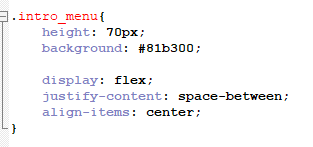 .intro_menu{
height: 70px;
background: #81b300;
display: flex;
justify-content: space-between;
align-items: center;
}